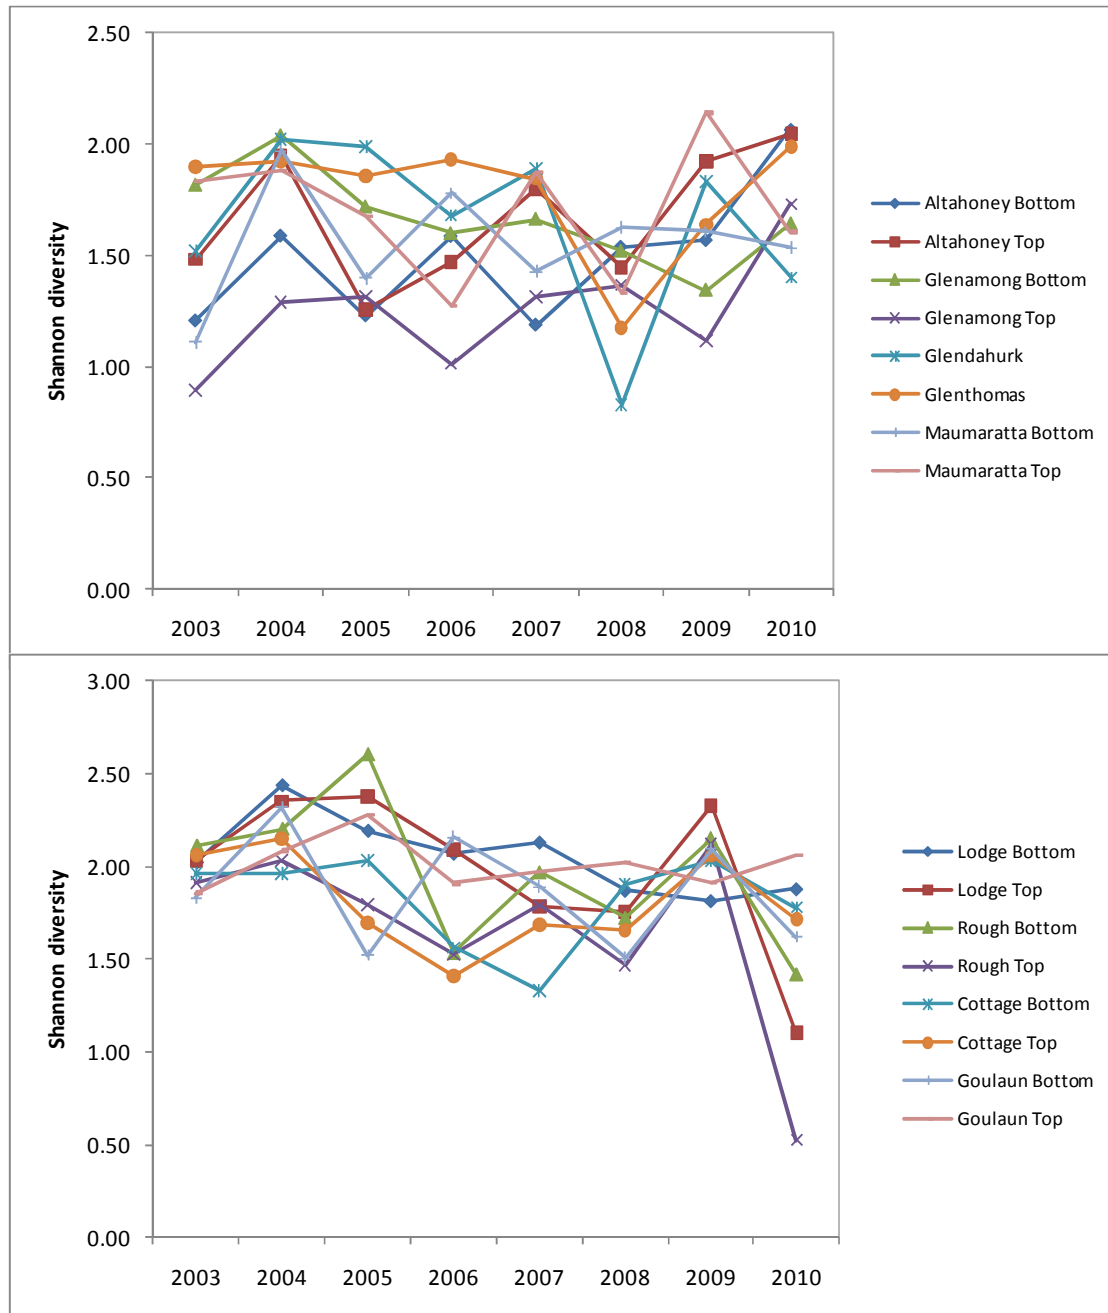 2.50
2.00
1.50
1.00
0.50
0.00
Shannon diversity
2003 2004 2005 2006 2007 2008 2009 2010
Altahoney Bottom
Altahoney Top
Glenamong Bottom
Glenamong Top
Glendahurk
Glenthomas
Maumaratta Bottom
Maumaratta Top
3.00
2.50
2.00
1.50
1.00
0.50
0.00
Shannon diversity
2003 2004 2005 2006 2007 2008 2009 2010
Lodge Bottom
Lodge Top
Rough Bottom
Rough Top
Cottage Bottom
Cottage Top
Goulaun Bottom
Goulaun Top